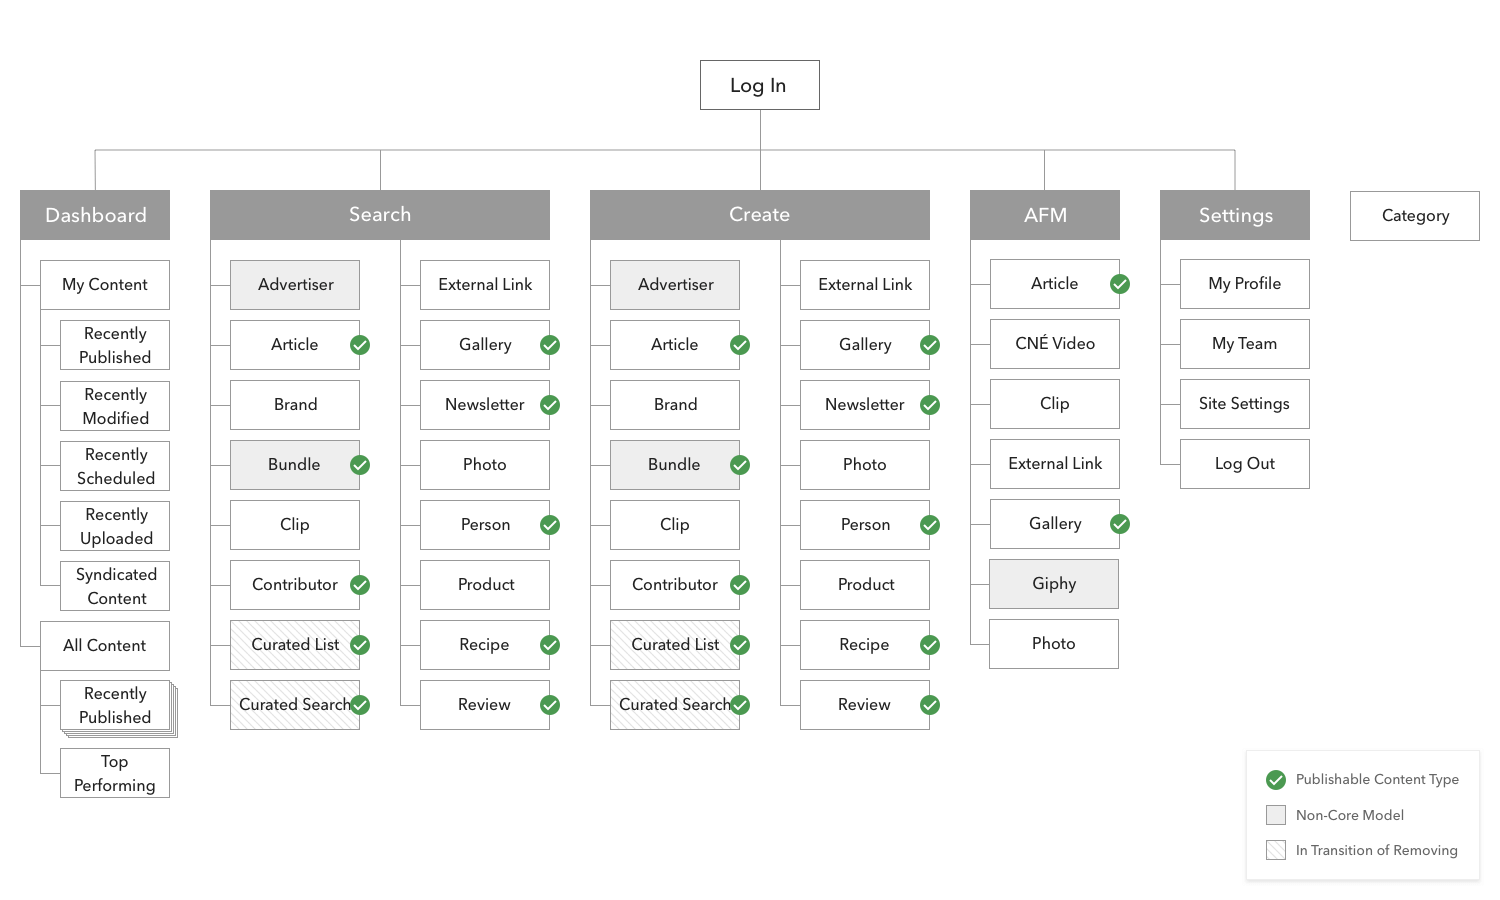 Log In
Dashboard
Search
Create
AFM
Settings
Category
My Content
Recently
Published
Recently
Modified
Recently
Scheduled
Recently
Uploaded
Syndicated
Content
All Content
Recently
Published
Top
Performing
Advertiser
Article
Brand
Bundle
Clip
Contributor
Curated List
Curated Search
External Link
Gallery
Newsletter
Photo
Person
Product
Recipe
Review
Advertiser
Article
Brand
Bundle
Clip
Contributor
Curated List
Curated Search
External Link
Gallery
Newsletter
Photo
Person
Product
Recipe
Review
Article
CNÉ Video
Clip
External Link
Gallery
Giphy
Photo
My Profile
My Team
Site Settings
Log Out
Publishable Content Type
Non-Core Model
In Transition of Removing